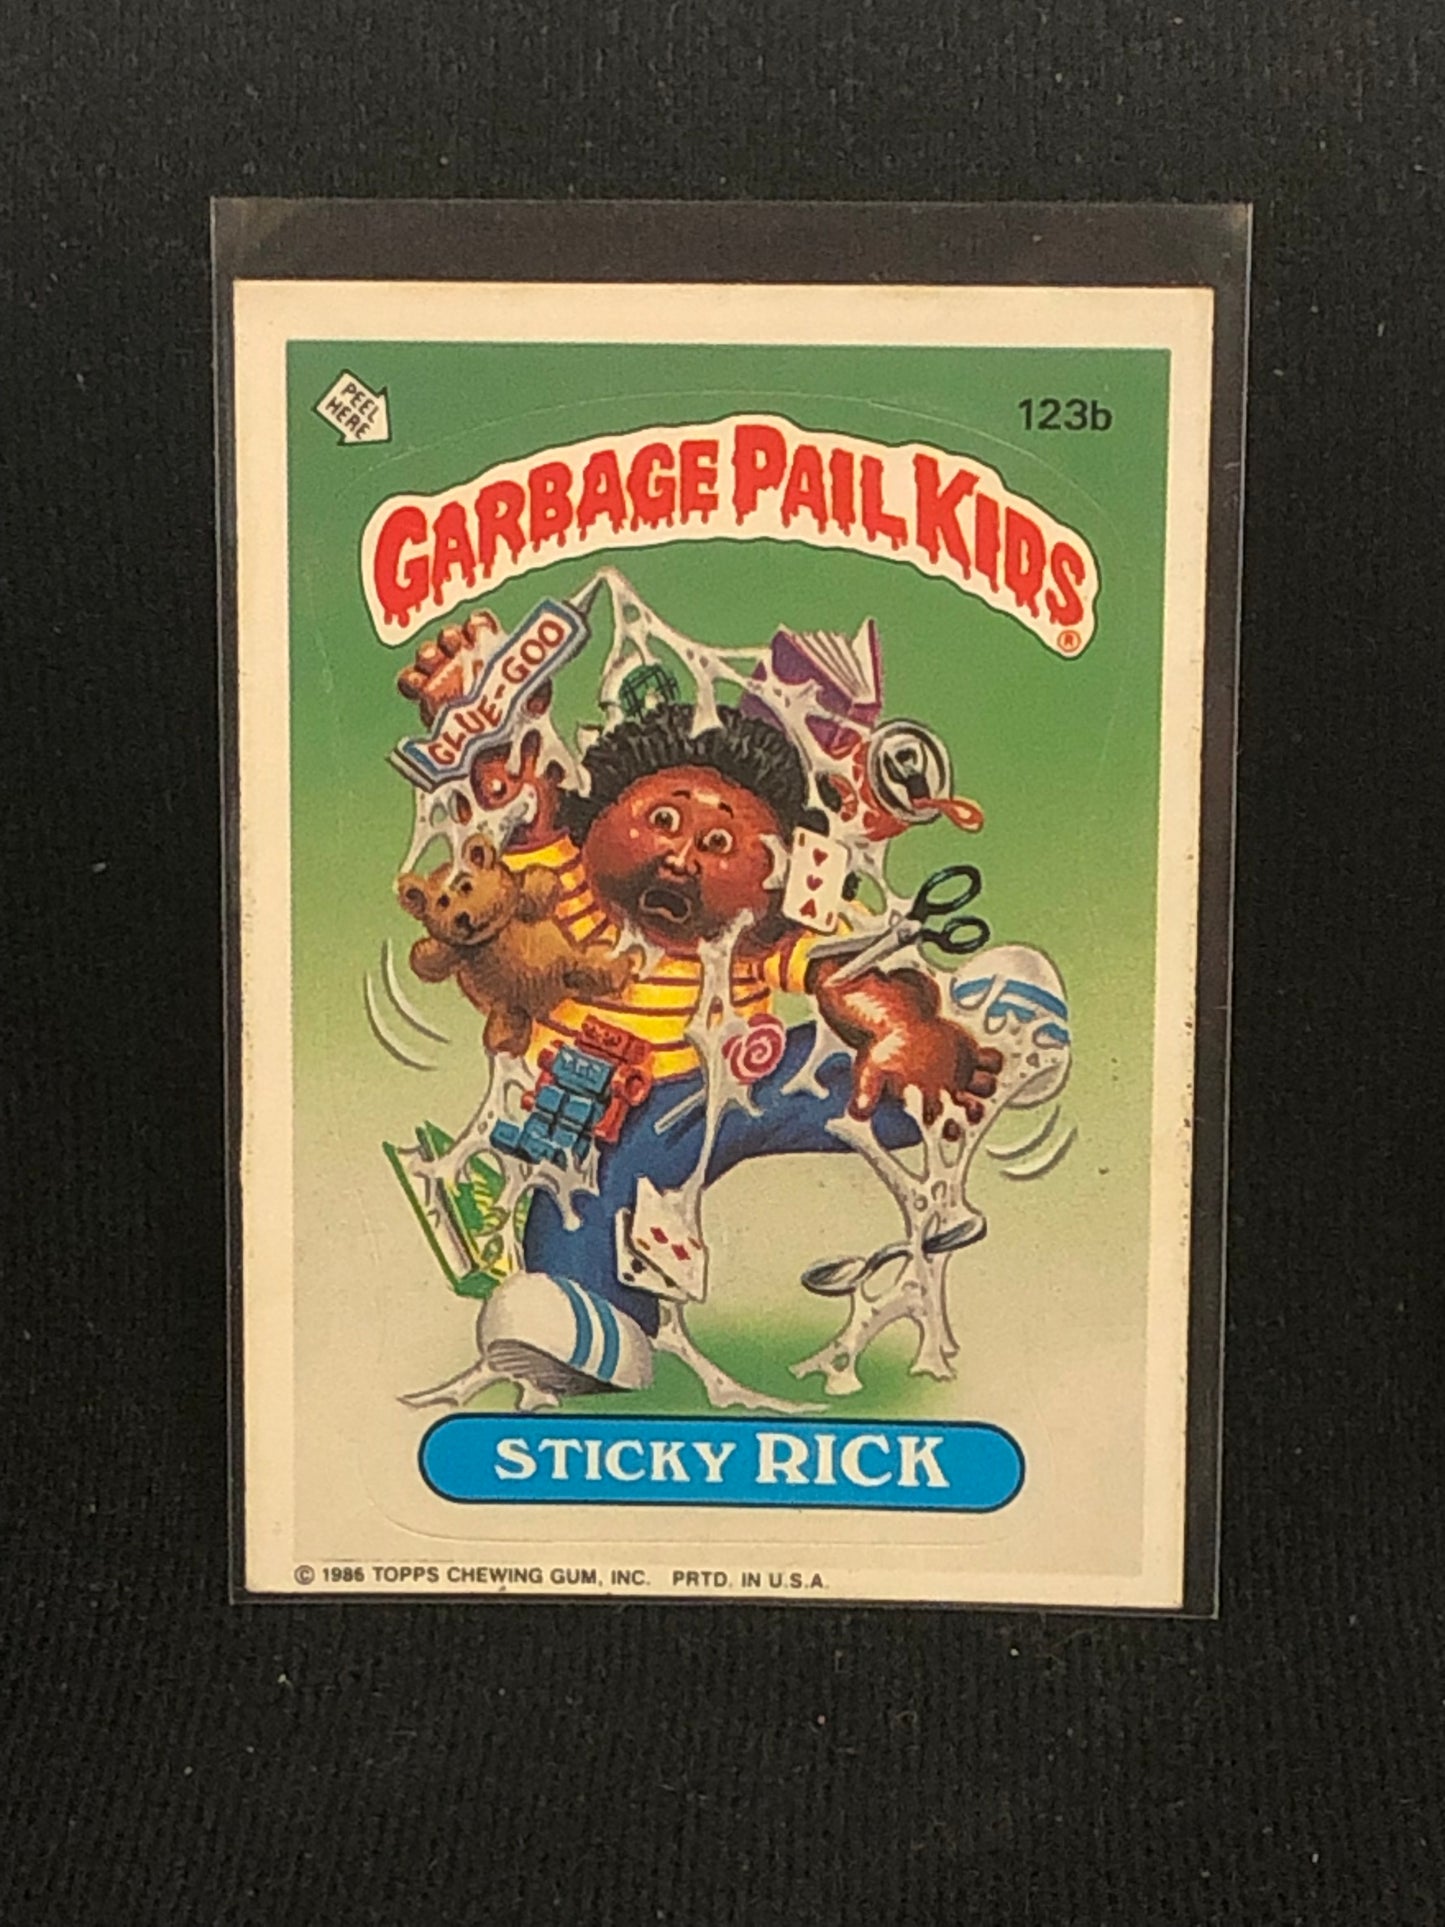 PEEL
HERE
123b
GARBAGE PAIL KIDS
®
GLUE-GOO
A
STICKY RICK
© 1986 TOPPS CHEWING GUM, INC. PRTD. IN U.S.A.